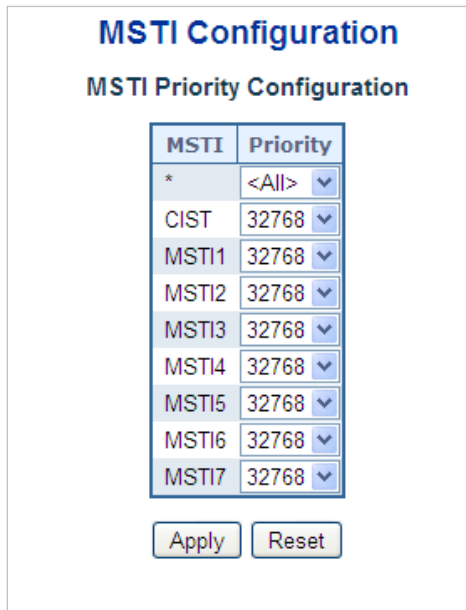 MSTI Configuration
MSTI Priority Configuration
MSTI Priority
* <All>
CIST 32768
MSTI1 32768
MSTI2 32768
MSTI3 32768
MSTI4 32768
MSTI5 32768
MSTI6 32768
MSTI7 32768
Apply Reset